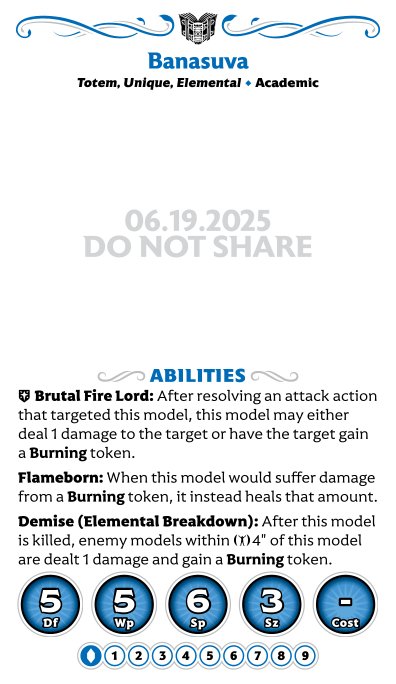 Banasuva
Totem, Unique, Elemental ♦ Academic
06.19.2025
DO NOT SHARE
ABILITIES
Brutal Fire Lord: After resolving an attack action
that targeted this model, this model may either
deal 1 damage to the target or have the target gain
a Burning token.
Flameborn: When this model would suffer damage
from a Burning token, it instead heals that amount.
Demise (Elemental Breakdown): After this model
is killed, enemy models within 4" of this model
are dealt 1 damage and gain a Burning token.
5 5 6 3 -
Df Wp Sp Sz Cost
1 2 3 4 5 6 7 8 9